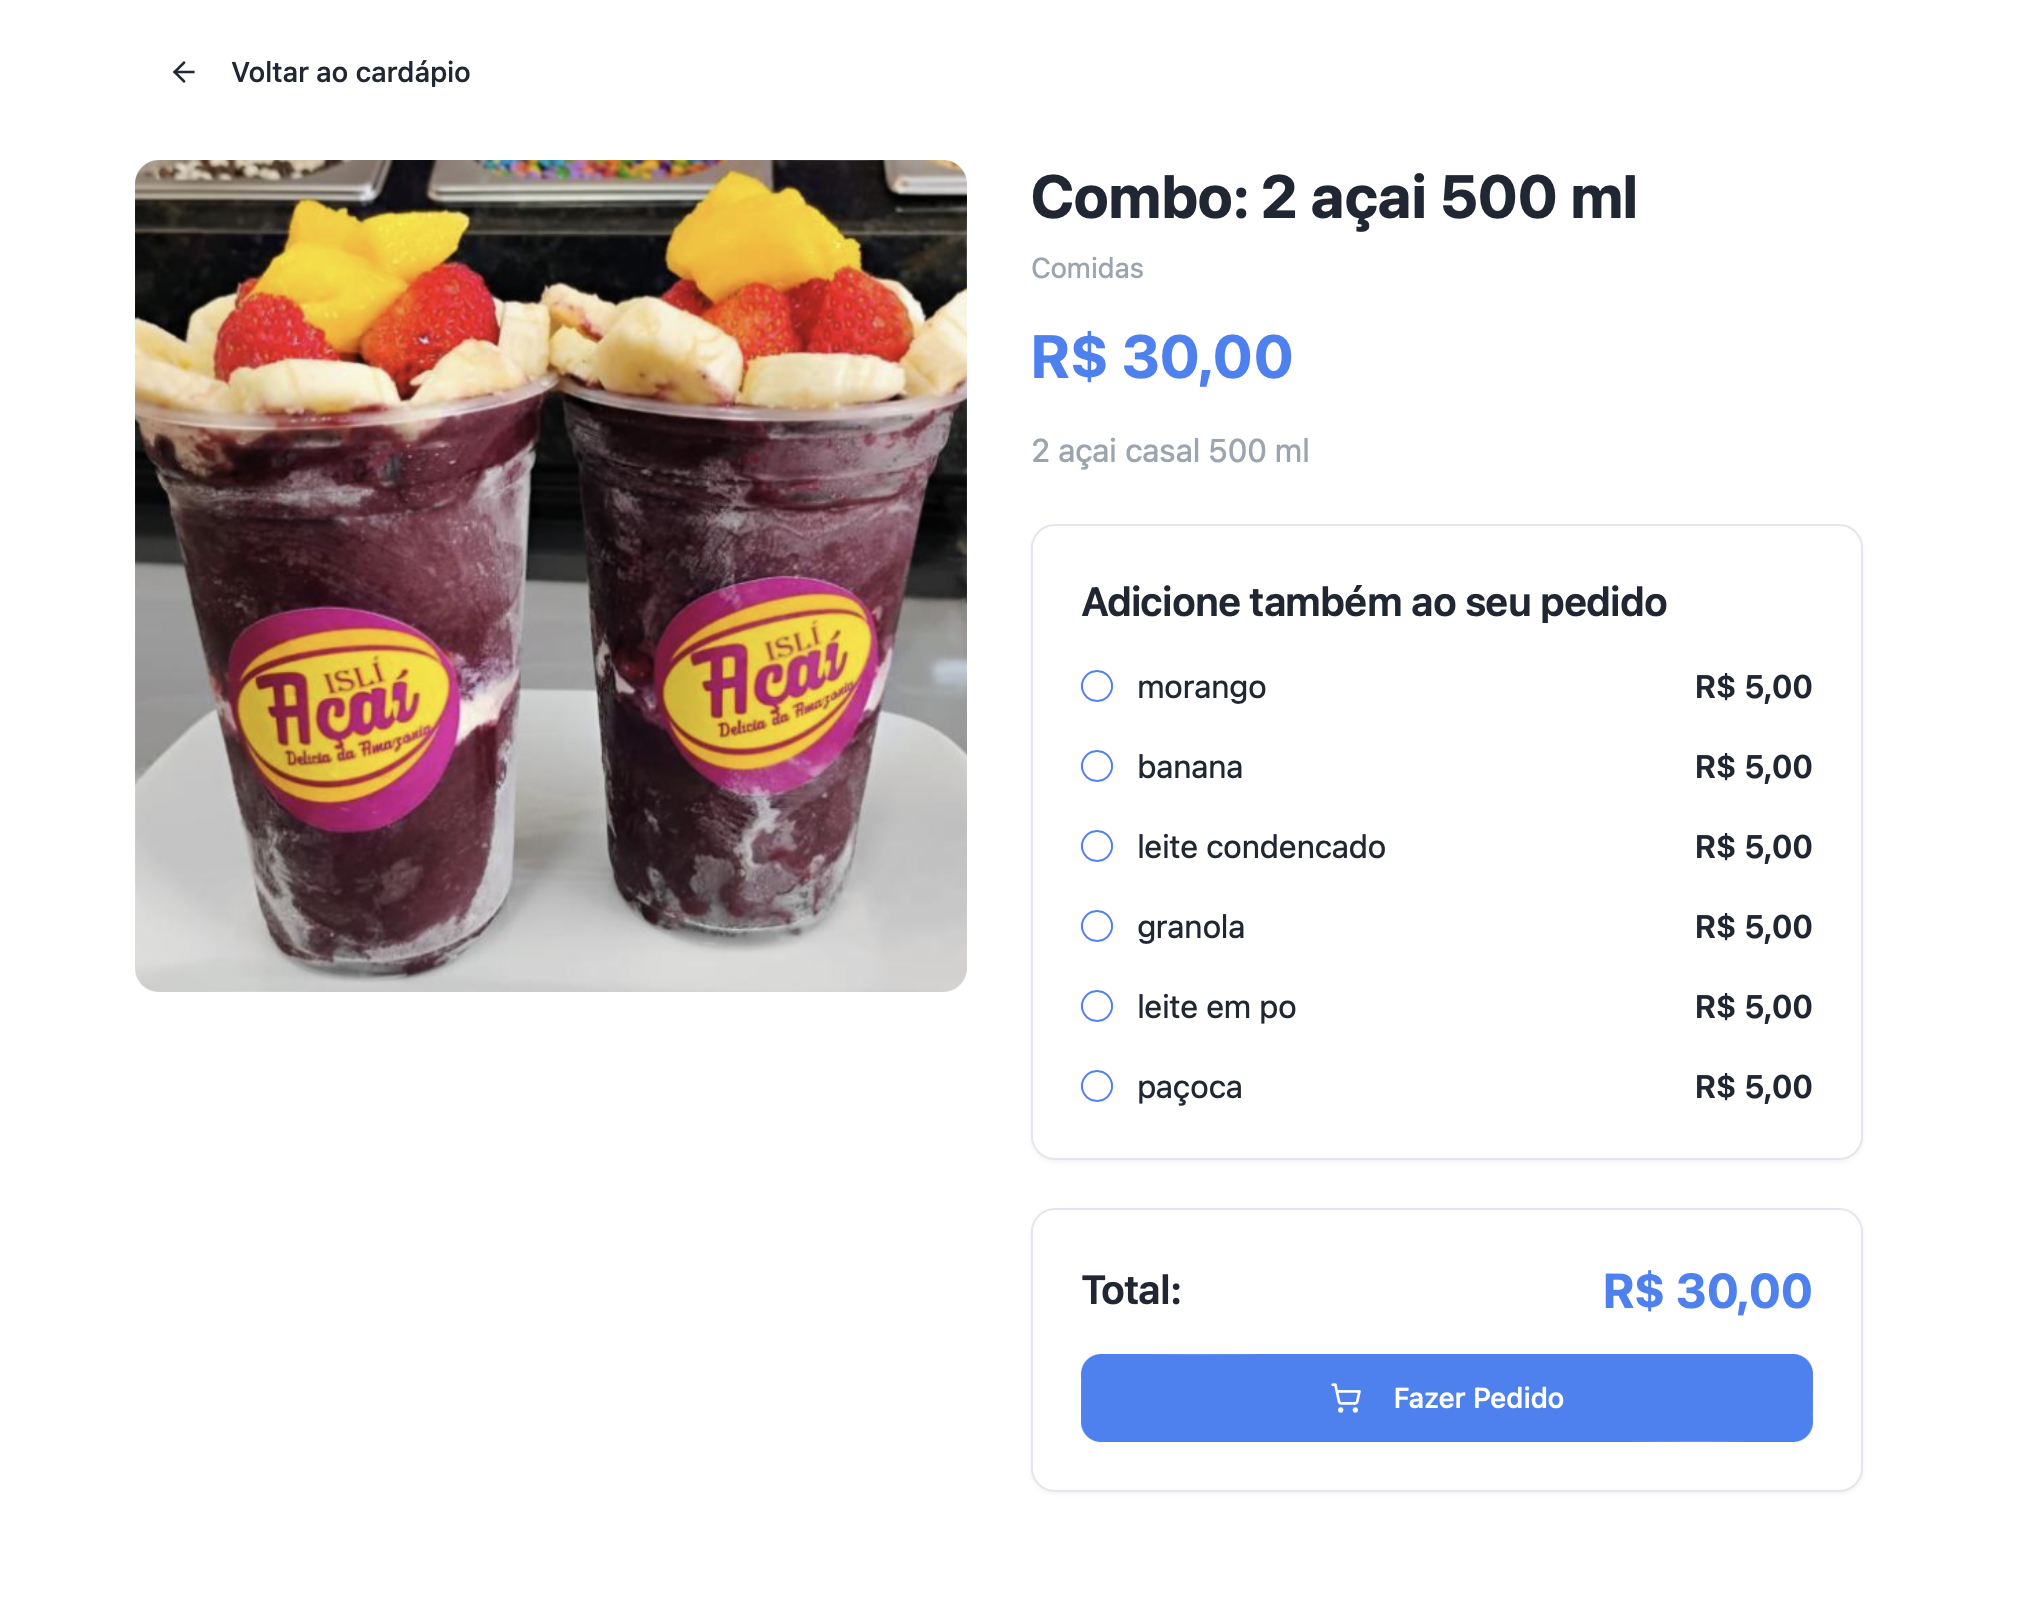 Voltar ao cardápio
Combo: 2 açai 500 ml
Comidas
R$ 30,00
2 açai casal 500 ml
ISLÍ
Açaí
Delicia da Amazonia
ISLÍ
Açaí
Delicia da Amazonia
Adicione também ao seu pedido
morango R$ 5,00
banana R$ 5,00
leite condencado R$ 5,00
granola R$ 5,00
leite em po R$ 5,00
paçoca R$ 5,00
Total: R$ 30,00
Fazer Pedido